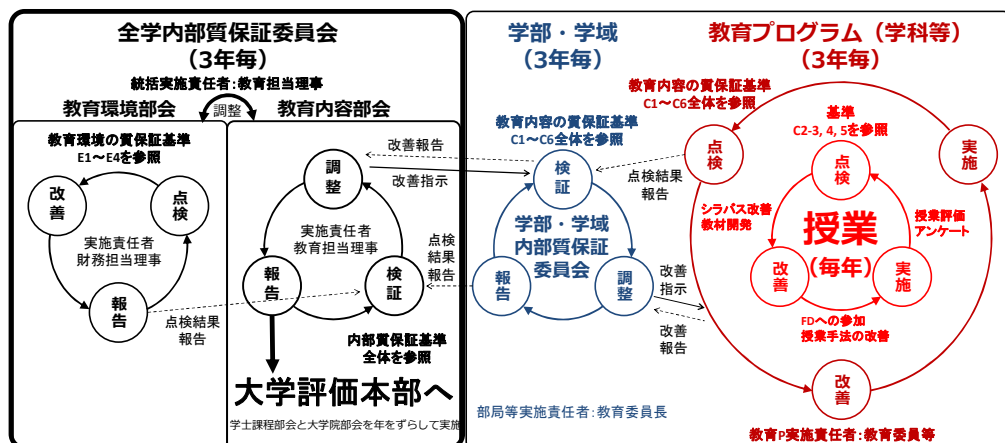 全学内部質保証委員会
（3年毎）
統括実施責任者：教育担当理事
教育環境部会
調整
教育内容部会
教育環境の質保証基準
E1～E4を参照
改善
点検
実施責任者
財務担当理事
報告
点検結果
報告
調整
実施責任者
教育担当理事
報告
検証
内部質保証基準
全体を参照
大学評価本部へ
学士課程部会と大学院部会を年をずらして実施
改善報告
改善指示
点検
結果
報告
学部・学域
（3年毎）
教育内容の質保証基準
C1～C6全体を参照
検証
学部・学域
内部質保証
委員会
報告
調整
改善
指示
改善
報告
部局等実施責任者：教育委員長
教育プログラム（学科等）
（3年毎）
教育内容の質保証基準
C1～C6全体を参照
点検
点検結果
報告
実施
基準
C2-3, 4, 5を参照
点検
シラバス改善
教材開発
授業
（毎年）
授業評価
アンケート
改善
実施
FDへの参加
授業手法の改善
改善
教育P実施責任者：教育委員等